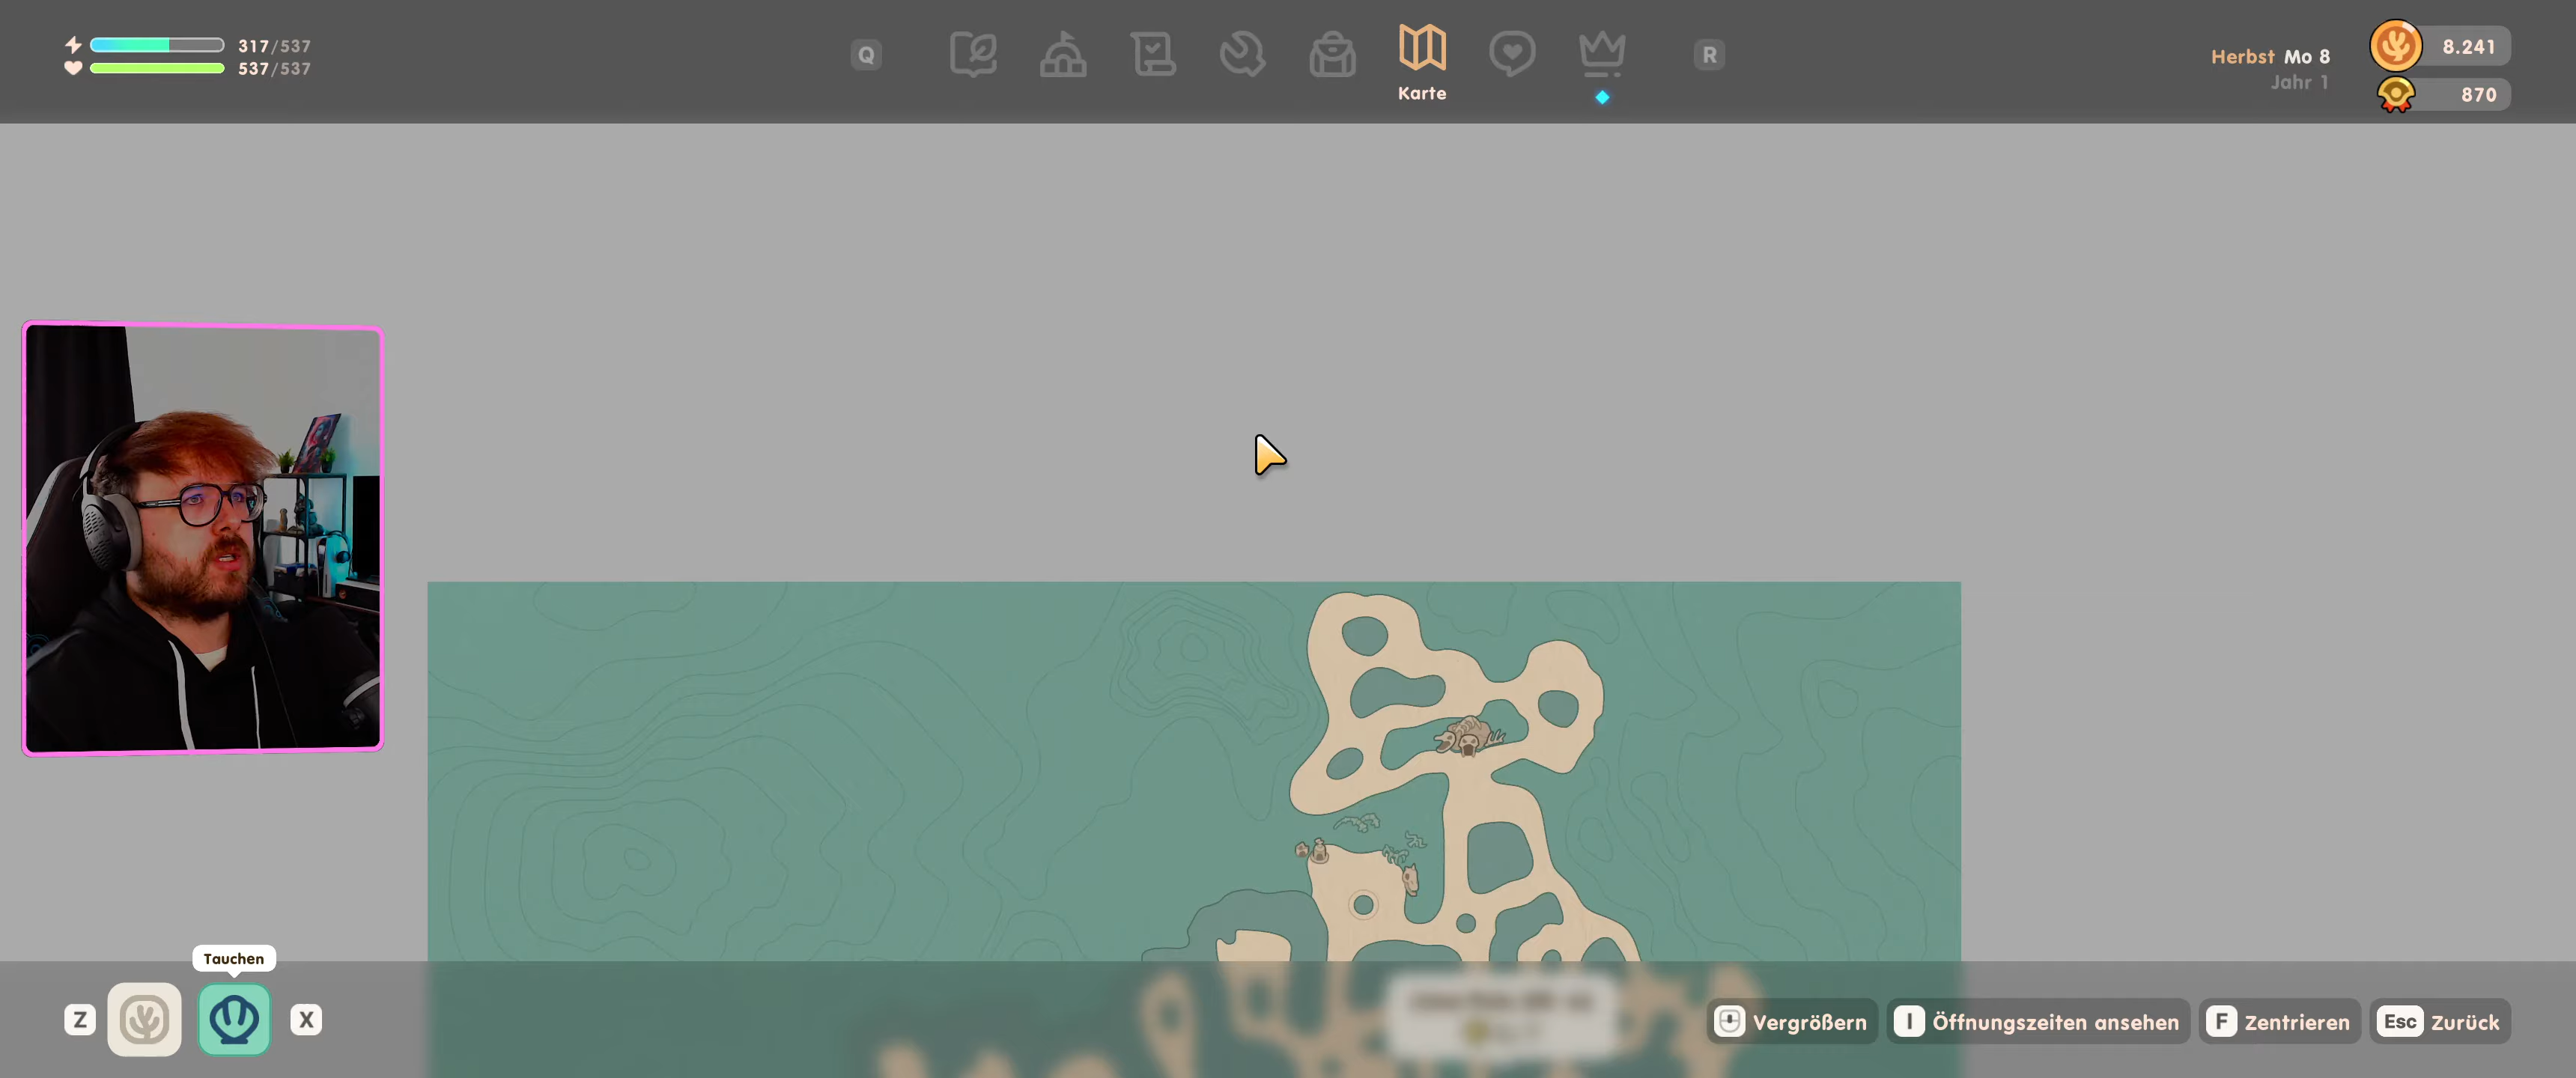 317/537
537/537
Q
Karte
R
Herbst Mo 8
Jahr 1
8.241
870
Tauchen
Z
X
Vergrößern
I Öffnungszeiten ansehen
F Zentrieren
Esc Zurück